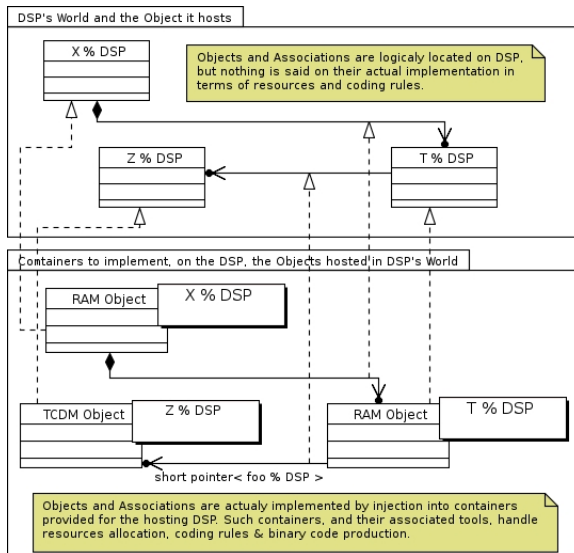 DSP's World and the Object it hosts
X % DSP
Objects and Associations are logicaly located on DSP,
but nothing is said on their actual implementation in
terms of resources and coding rules.
Z % DSP
T % DSP
Containers to implement, on the DSP, the Objects hosted in DSP's World
RAM Object
X % DSP
TCDM Object
Z % DSP
RAM Object
T % DSP
short pointer< foo % DSP >
Objects and Associations are actualy implemented by injection into containers
provided for the hosting DSP. Such containers, and their associated tools, handle
resources allocation, coding rules & binary code production.